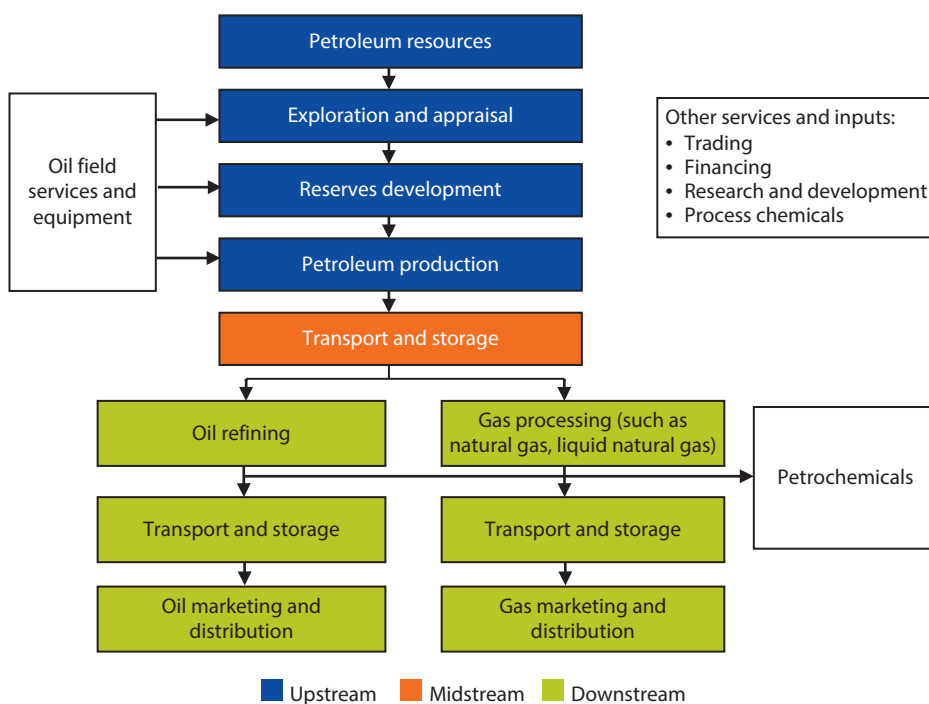 Petroleum resources
Exploration and appraisal
Oil field
services and
equipment
Reserves development
Petroleum production
Other services and inputs:
• Trading
• Financing
• Research and development
• Process chemicals
Transport and storage
Oil refining
Gas processing (such as
natural gas, liquid natural gas)
Petrochemicals
Transport and storage
Transport and storage
Oil marketing and
distribution
Gas marketing and
distribution
Upstream
Midstream
Downstream